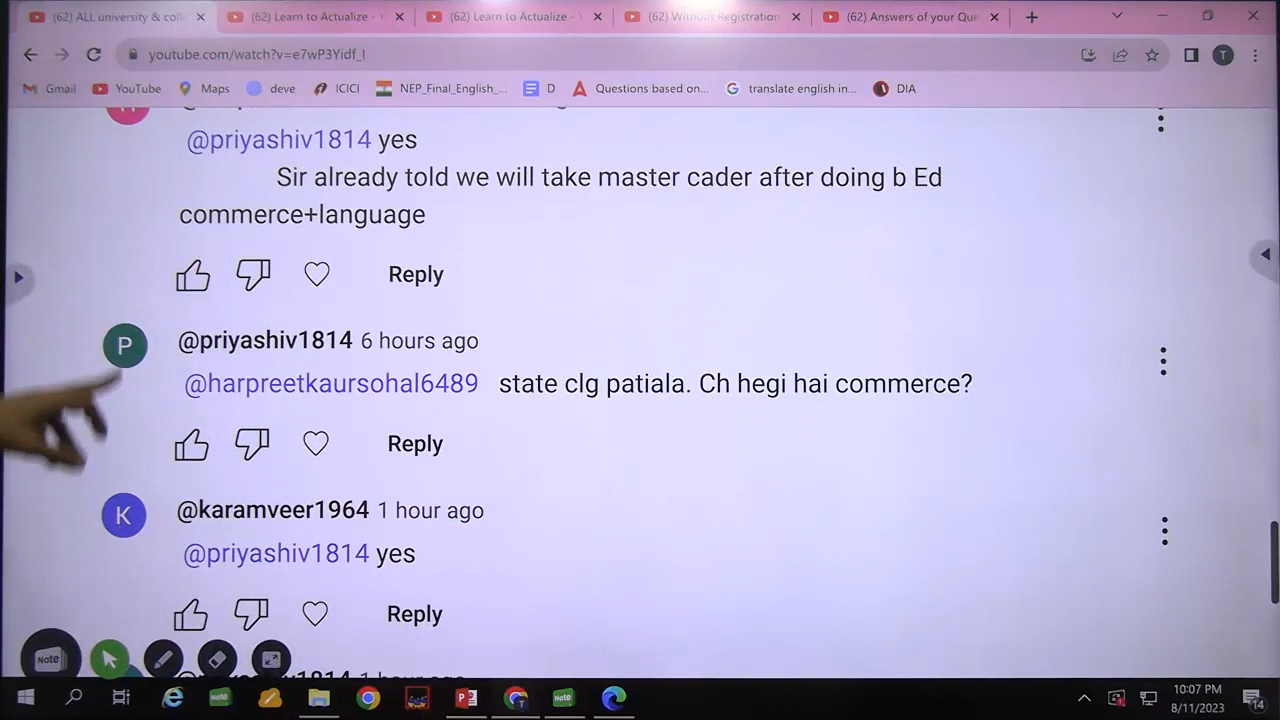 (62) ALL university & coll
(62) Learn to Actualize -
(62) Learn to Actualize -
(62) Without Registration
(62) Answers of your Que
youtube.com/watch?v=e7wP3Yidf_I
T
Gmail
YouTube
Maps
deve
ICICI
NEP_Final_English_...
D
Questions based on...
translate english in...
DIA
@priyashiv1814 yes
Sir already told we will take master cader after doing b Ed
commerce+language
Reply
P
@priyashiv1814 6 hours ago
@harpreetkaursohal6489 state clg patiala. Ch hegi hai commerce?
Reply
K
@karamveer1964 1 hour ago
@priyashiv1814 yes
Reply
Note
10:07 PM
8/11/2023
14